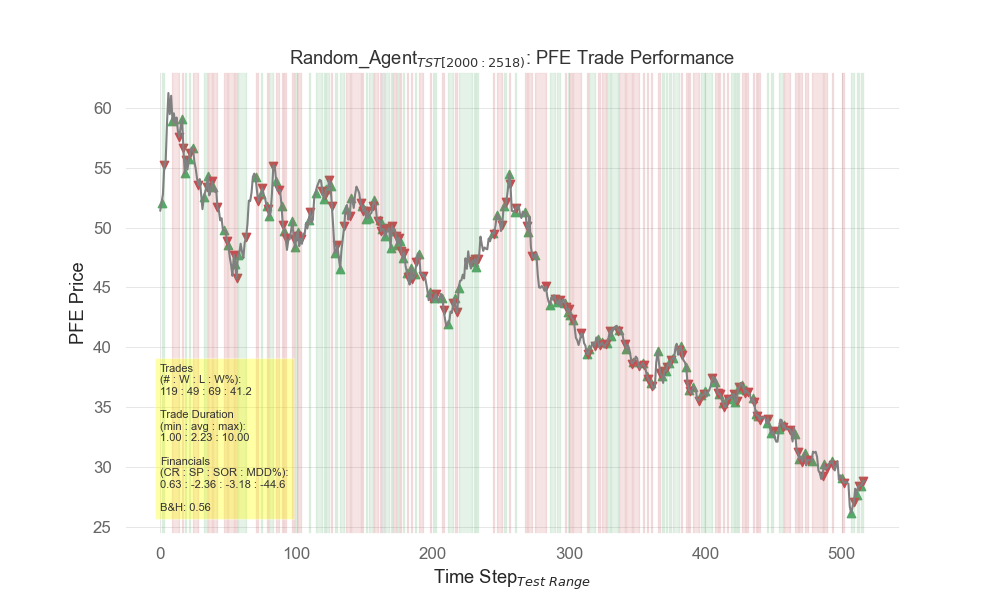 Random_Agent_TST[2000:2518): PFE Trade Performance
60
55
50
45
40
35
30
25
PFE Price
Trades
(# : W : L : W%):
119 : 49 : 69 : 41.2
Trade Duration
(min : avg : max):
1.00 : 2.23 : 10.00
Financials
(CR : SP : SOR : MDD%):
0.63 : -2.36 : -3.18 : -44.6
B&H: 0.56
0 100 200 300 400 500
Time Step Test Range